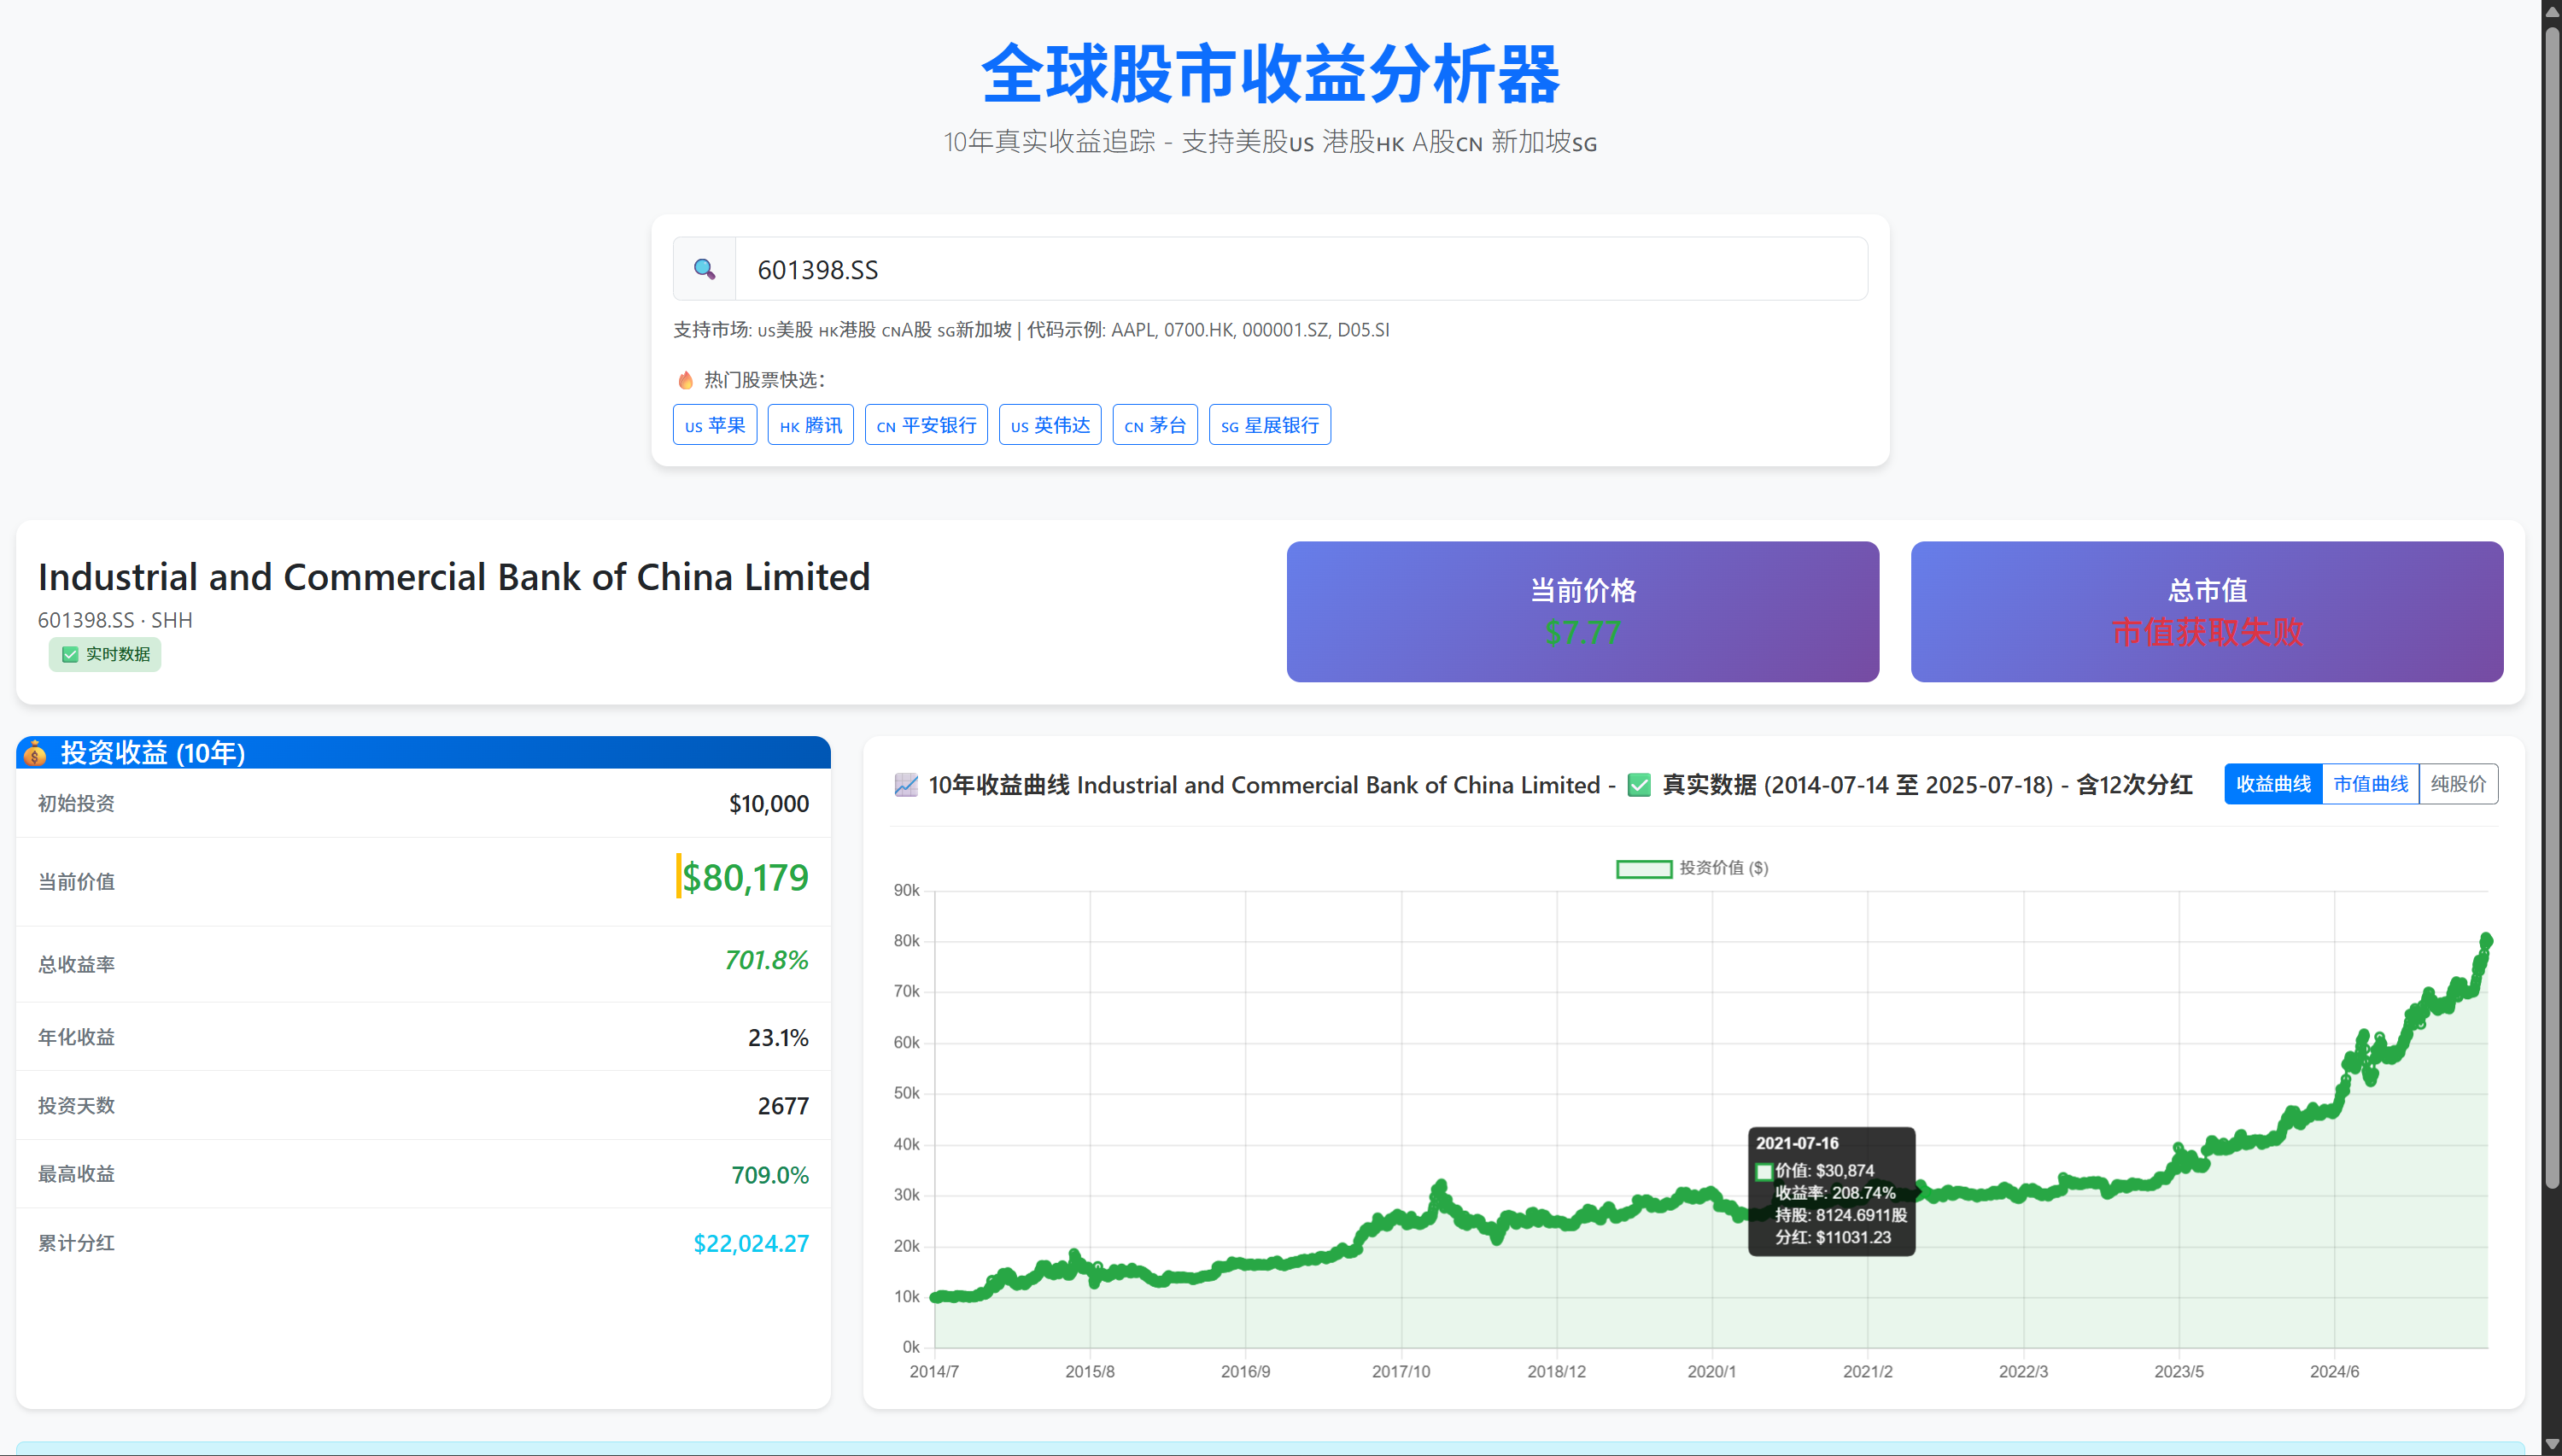 全球股市收益分析器
10年真实收益追踪 - 支持美股US 港股HK A股CN 新加坡SG
601398.SS
支持市场: US美股 HK港股 CNA股 SG新加坡 | 代码示例: AAPL, 0700.HK, 000001.SZ, D05.SI
热门股票快选：
US 苹果
HK 腾讯
CN 平安银行
US 英伟达
CN 茅台
SG 星展银行
Industrial and Commercial Bank of China Limited
601398.SS · SHH
实时数据
当前价格
$7.77
总市值
市值获取失败
投资收益 (10年)
初始投资 $10,000
当前价值 $80,179
总收益率 701.8%
年化收益 23.1%
投资天数 2677
最高收益 709.0%
累计分红 $22,024.27
10年收益曲线 Industrial and Commercial Bank of China Limited - ✅ 真实数据 (2014-07-14 至 2025-07-18) - 含12次分红
收益曲线 市值曲线 纯股价
投资价值 ($)
90k
80k
70k
60k
50k
40k
30k
20k
10k
0k
2021-07-16
价值: $30,874
收益率: 208.74%
持股: 8124.6911股
分红: $11031.23
2014/7 2015/8 2016/9 2017/10 2018/12 2020/1 2021/2 2022/3 2023/5 2024/6